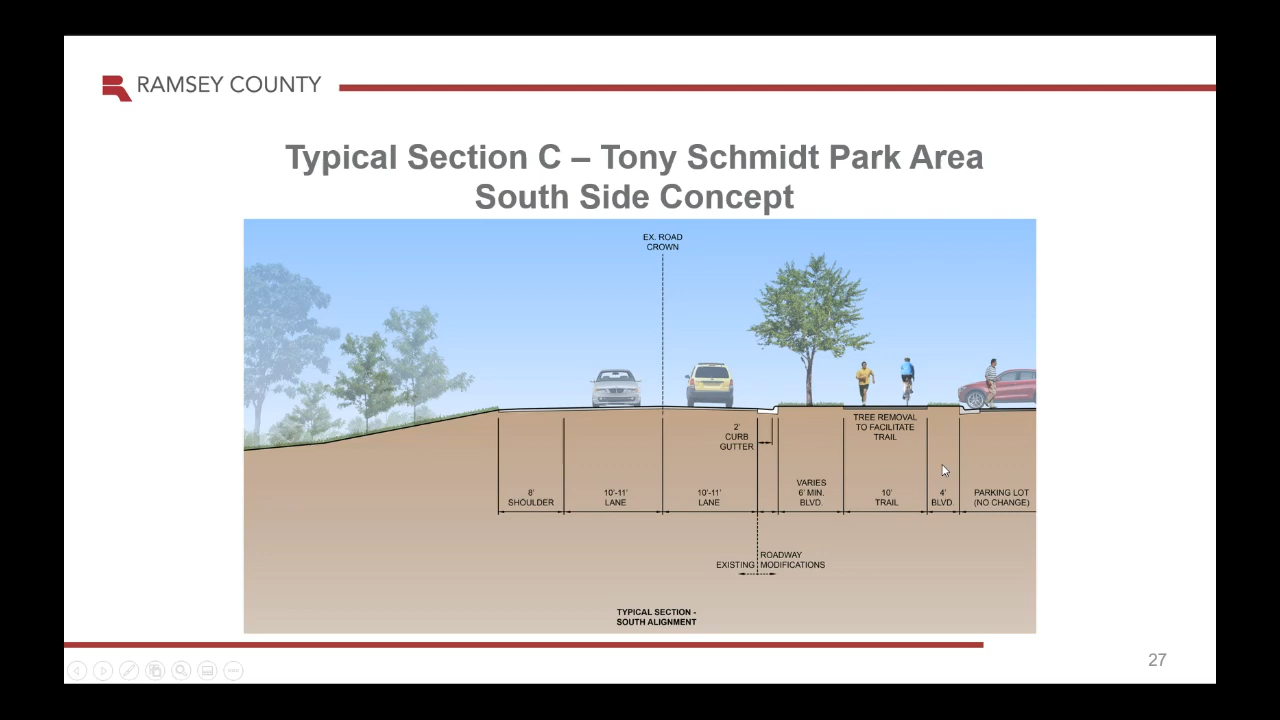 RAMSEY COUNTY
Typical Section C – Tony Schmidt Park Area
South Side Concept
EX. ROAD
CROWN
TREE REMOVAL
TO FACILITATE
TRAIL
2'
CURB
GUTTER
8'
SHOULDER
10'-11'
LANE
10'-11'
LANE
VARIES
6' MIN.
BLVD.
10'
TRAIL
4'
BLVD.
PARKING LOT
(NO CHANGE)
EXISTING
ROADWAY
MODIFICATIONS
TYPICAL SECTION -
SOUTH ALIGNMENT
27